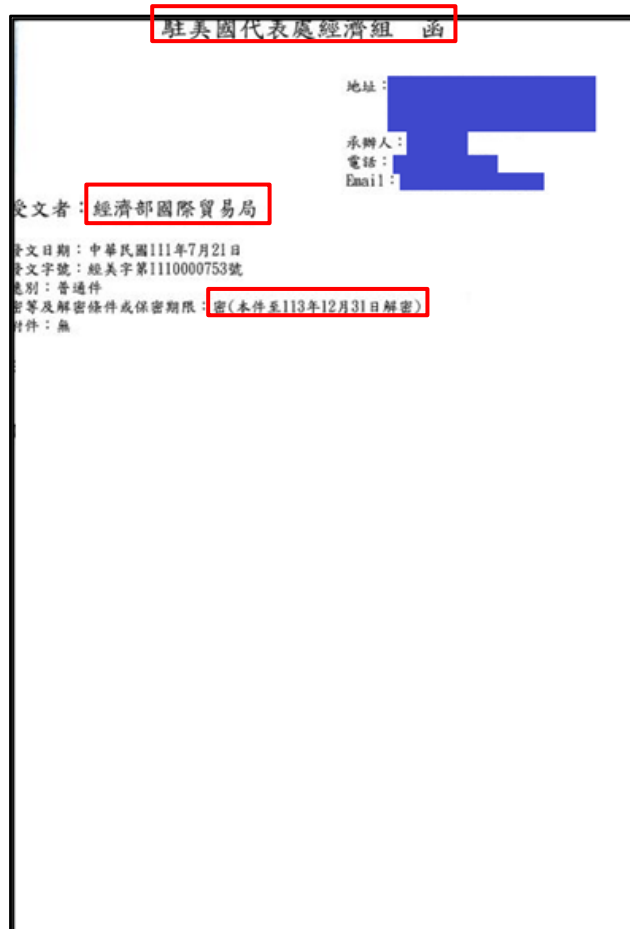 駐美國代表處經濟組　函
地址：
承辦人：
電話：
Email：
受文者：經濟部國際貿易局
發文日期：中華民國111年7月21日
發文字號：經美字第1110000753號
速別：普通件
密等及解密條件或保密期限：密(本件至113年12月31日解密)
附件：無